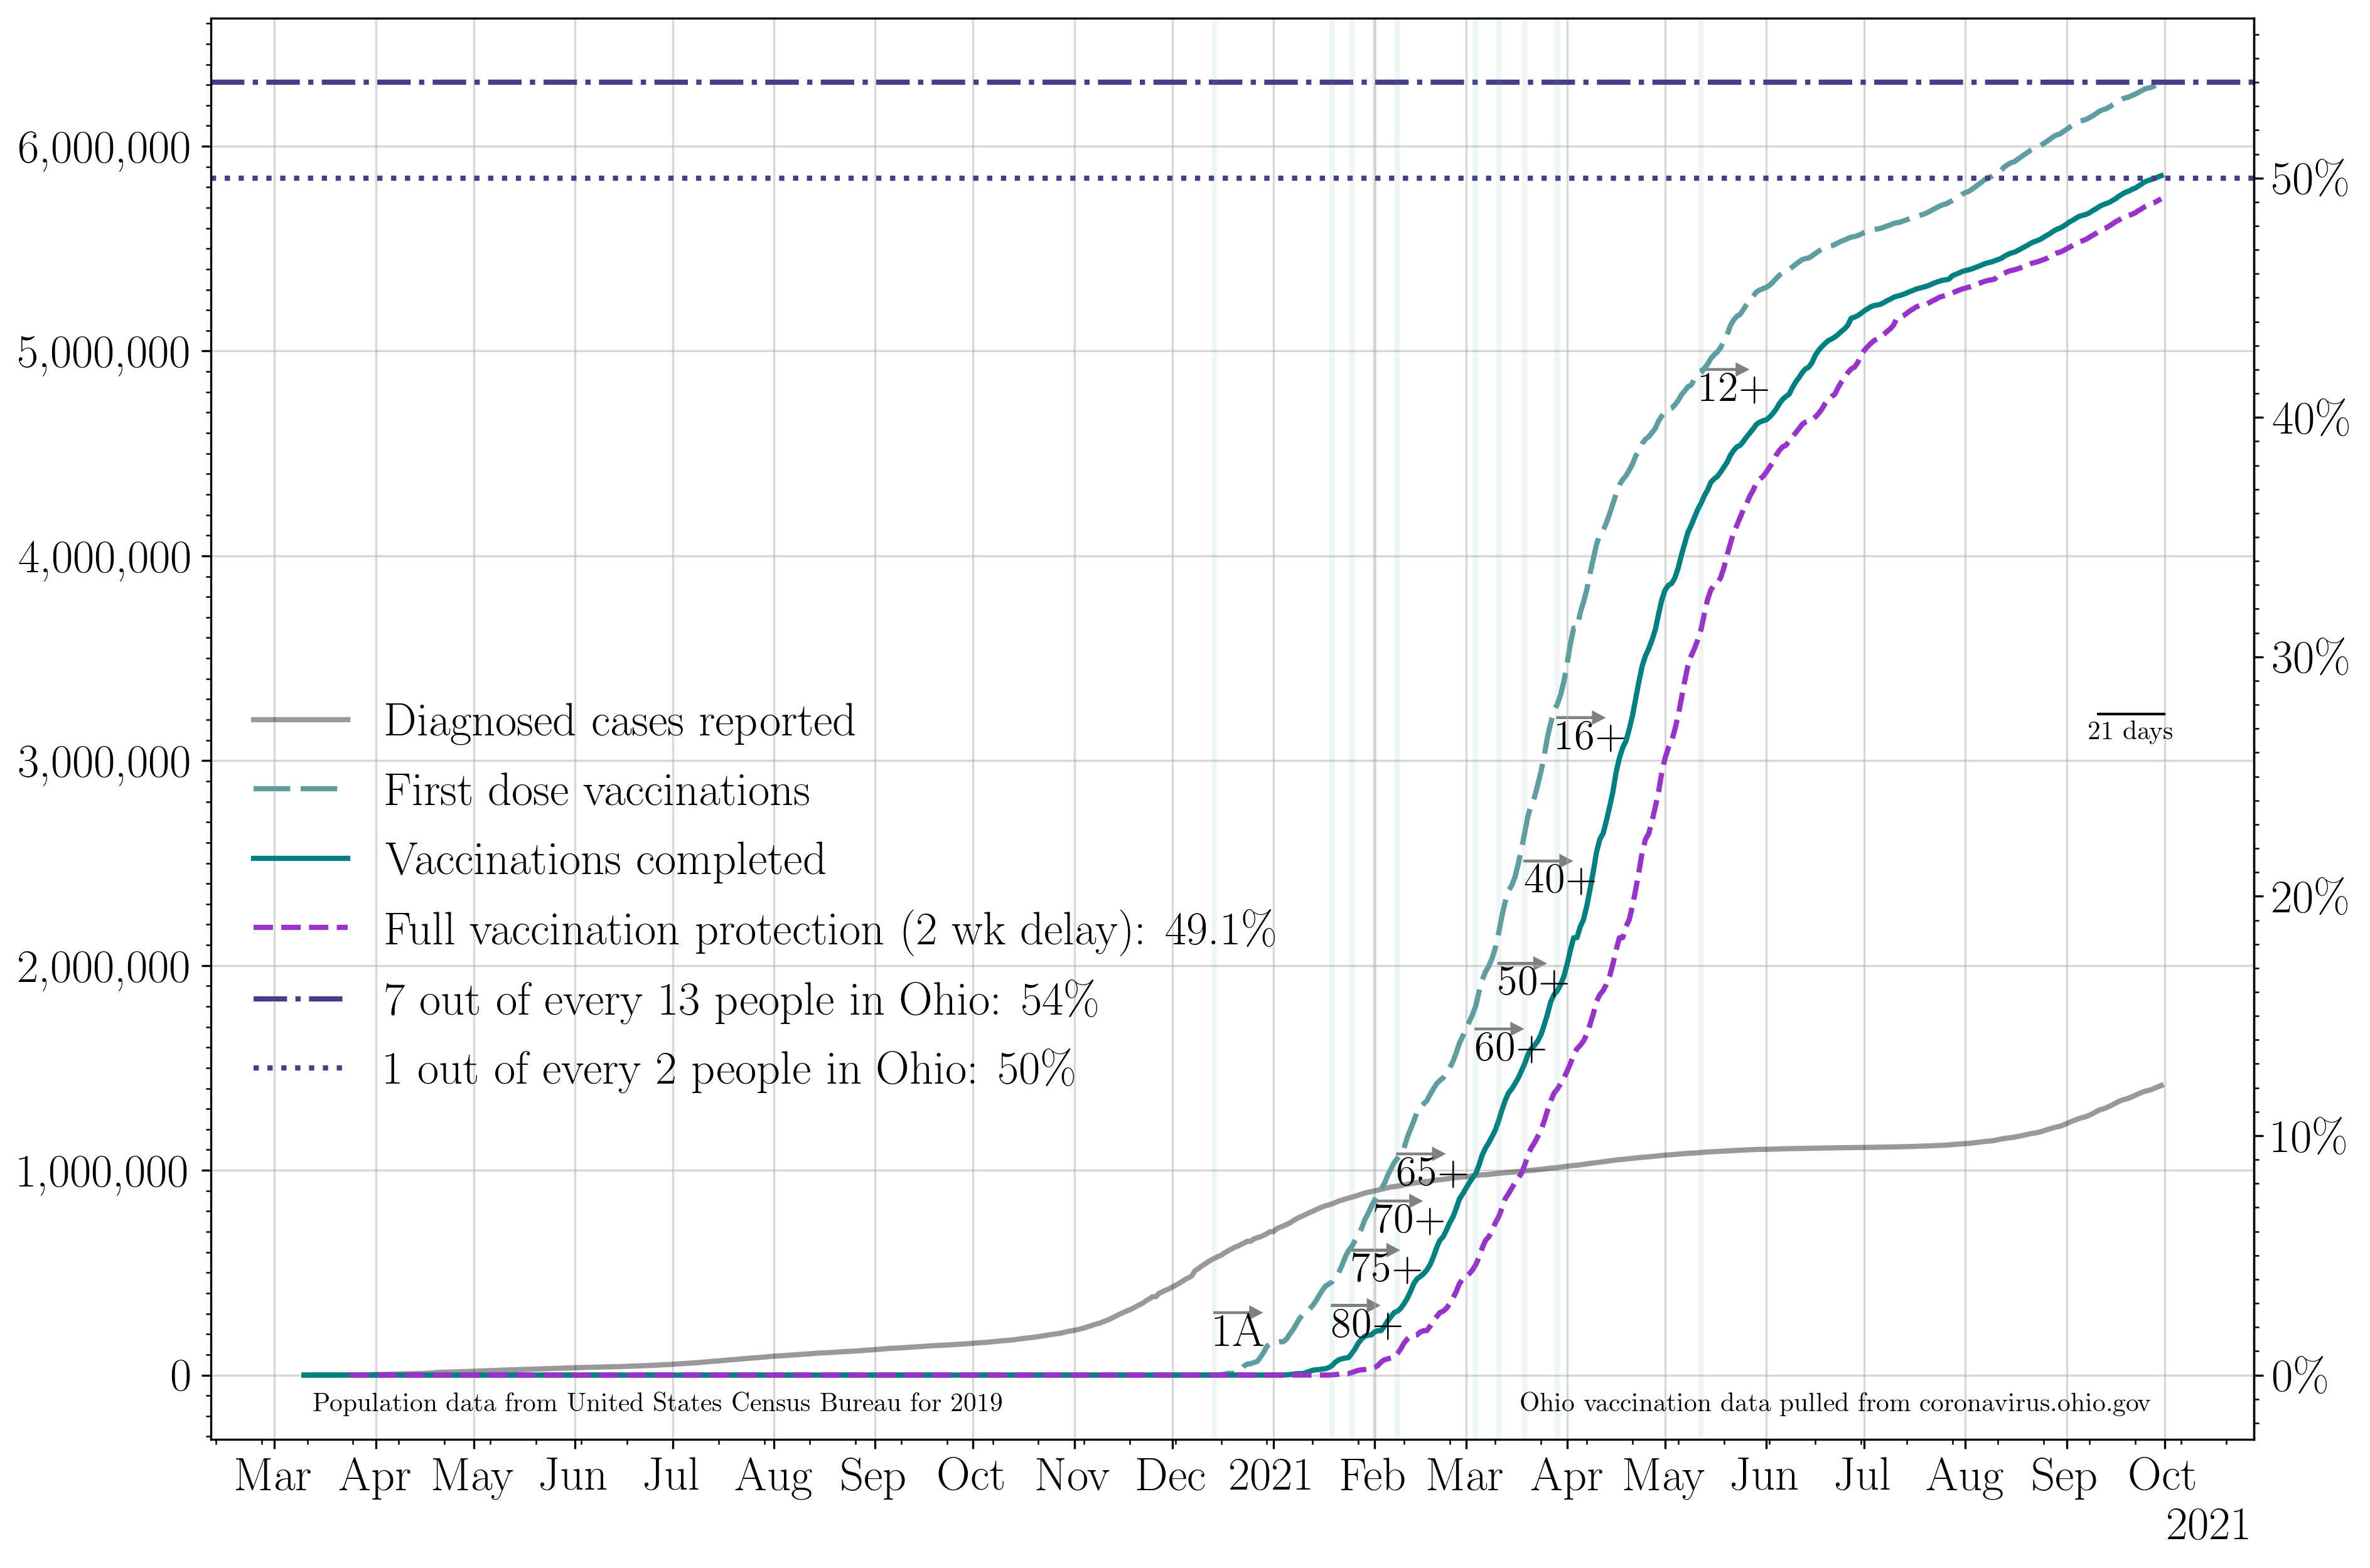 6,000,000
50%
5,000,000
12+
40%
4,000,000
30%
Diagnosed cases reported
16+
21 days
3,000,000
First dose vaccinations
Vaccinations completed
40+
20%
Full vaccination protection (2 wk delay): 49.1%
2,000,000
50+
7 out of every 13 people in Ohio: 54%
60+
1 out of every 2 people in Ohio: 50%
10%
1,000,000
65+
70+
75+
80+
1A
0
0%
Population data from United States Census Bureau for 2019
Ohio vaccination data pulled from coronavirus.ohio.gov
Mar Apr May Jun Jul Aug Sep Oct Nov Dec 2021 Feb Mar Apr May Jun Jul Aug Sep Oct
2021